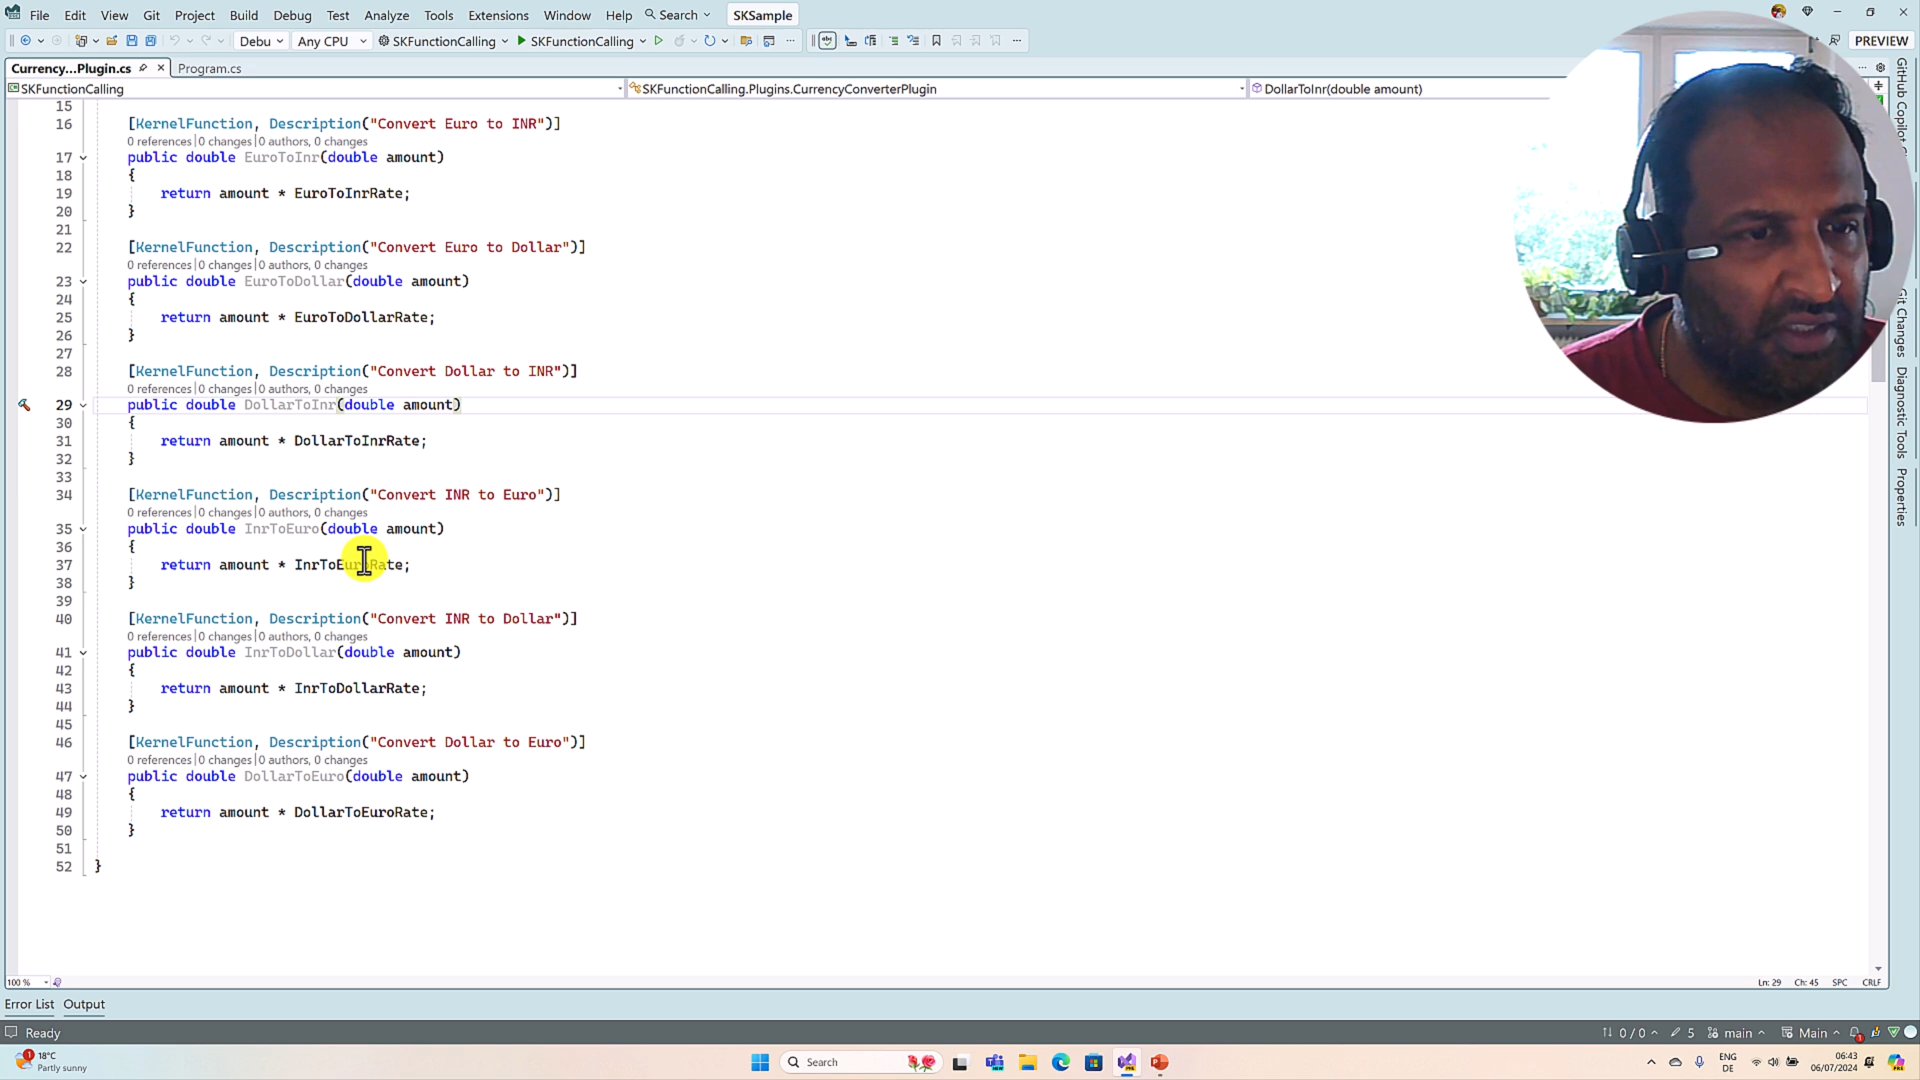 File Edit View Git Project Build Debug Test Analyze Tools Extensions Window Help Search SKSample
Debu Any CPU SKFunctionCalling SKFunctionCalling PREVIEW
Currency...Plugin.cs Program.cs
SKFunctionCalling SKFunctionCalling.Plugins.CurrencyConverterPlugin DollarToInr(double amount)
15
16 [KernelFunction, Description("Convert Euro to INR")]
0 references|0 changes|0 authors, 0 changes
17 public double EuroToInr(double amount)
18 {
19 return amount * EuroToInrRate;
20 }
21
22 [KernelFunction, Description("Convert Euro to Dollar")]
0 references|0 changes|0 authors, 0 changes
23 public double EuroToDollar(double amount)
24 {
25 return amount * EuroToDollarRate;
26 }
27
28 [KernelFunction, Description("Convert Dollar to INR")]
0 references|0 changes|0 authors, 0 changes
29 public double DollarToInr(double amount)
30 {
31 return amount * DollarToInrRate;
32 }
33
34 [KernelFunction, Description("Convert INR to Euro")]
0 references|0 changes|0 authors, 0 changes
35 public double InrToEuro(double amount)
36 {
37 return amount * InrToEuroRate;
38 }
39
40 [KernelFunction, Description("Convert INR to Dollar")]
0 references|0 changes|0 authors, 0 changes
41 public double InrToDollar(double amount)
42 {
43 return amount * InrToDollarRate;
44 }
45
46 [KernelFunction, Description("Convert Dollar to Euro")]
0 references|0 changes|0 authors, 0 changes
47 public double DollarToEuro(double amount)
48 {
49 return amount * DollarToEuroRate;
50 }
51
52 }
GitHub Copilot
Git Changes
Diagnostic Tools
Properties
100 % Ln: 29 Ch: 45 SPC CRLF
Error List Output
Ready 0 / 0 5 main Main
1 18°C
Partly sunny
Search
ENG
DE
06:43
06/07/2024